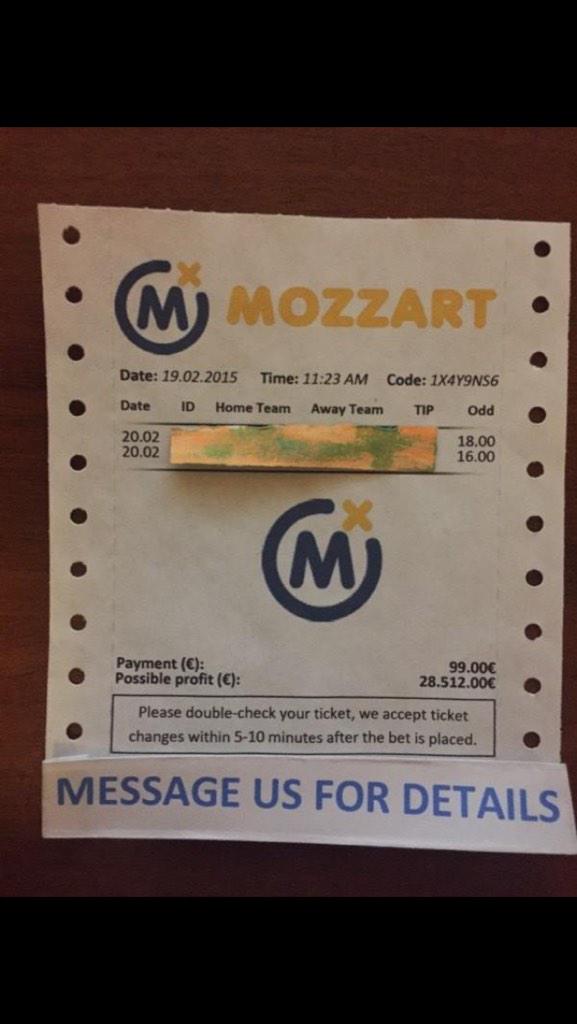 M X MOZZART
Date: 19.02.2015 Time: 11:23 AM Code: 1X4Y9NS6
Date ID Home Team Away Team TIP Odd
20.02 18.00
20.02 16.00
M X
Payment (€): 99.00€
Possible profit (€): 28.512.00€
Please double-check your ticket, we accept ticket
changes within 5-10 minutes after the bet is placed.
MESSAGE US FOR DETAILS